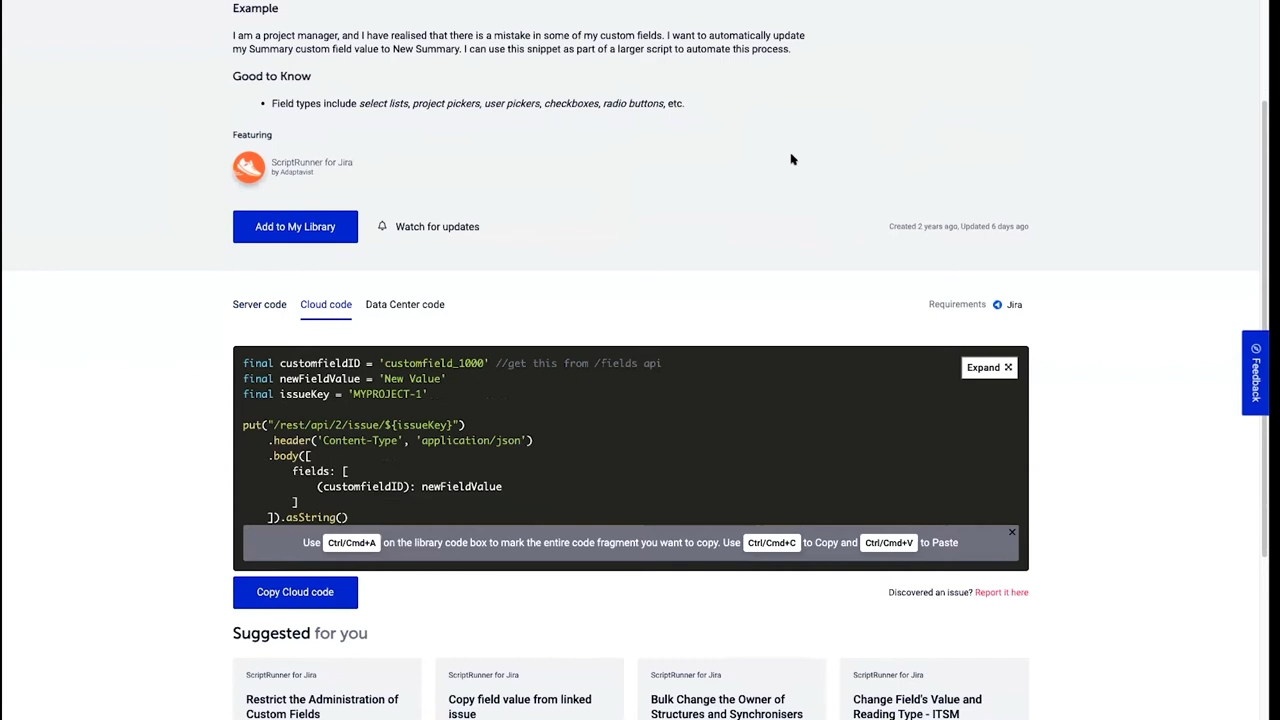 Example
I am a project manager, and I have realised that there is a mistake in some of my custom fields. I want to automatically update
my Summary custom field value to New Summary. I can use this snippet as part of a larger script to automate this process.
Good to Know
• Field types include select lists, project pickers, user pickers, checkboxes, radio buttons, etc.
Featuring
ScriptRunner for Jira
by Adaptavist
Add to My Library
Watch for updates
Created 2 years ago, Updated 6 days ago
Server code Cloud code Data Center code
Requirements Jira
Feedback
Expand
final customfieldID = 'customfield_1000' //get this from /fields api
final newFieldValue = 'New Value'
final issueKey = 'MYPROJECT-1'
put("/rest/api/2/issue/${issueKey}")
.header('Content-Type', 'application/json')
.body([
fields: [
(customfieldID): newFieldValue
]
]).asString()
Use Ctrl/Cmd+A on the library code box to mark the entire code fragment you want to copy. Use Ctrl/Cmd+C to Copy and Ctrl/Cmd+V to Paste
Copy Cloud code
Discovered an issue? Report it here
Suggested for you
ScriptRunner for Jira
Restrict the Administration of
Custom Fields
ScriptRunner for Jira
Copy field value from linked
issue
ScriptRunner for Jira
Bulk Change the Owner of
Structures and Synchronisers
ScriptRunner for Jira
Change Field's Value and
Reading Type - ITSM